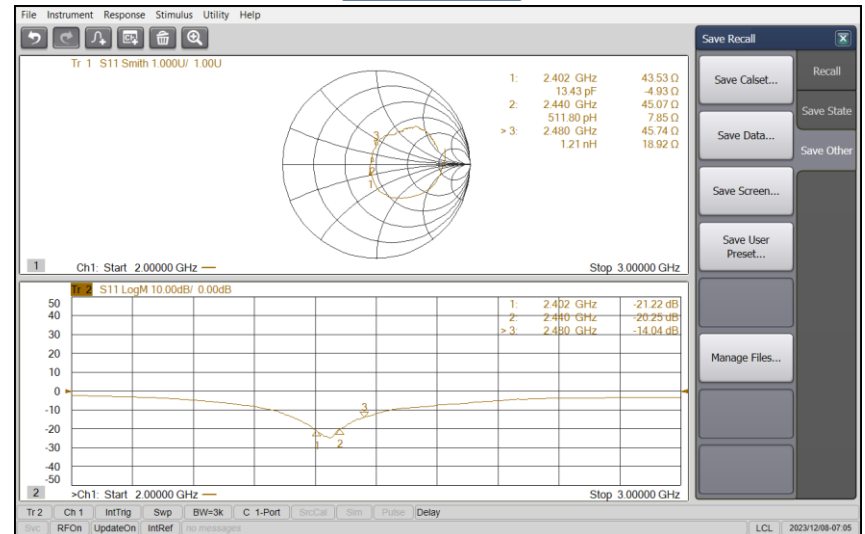 File Instrument Response Stimulus Utility Help
Tr 1 S11 Smith 1.000U/ 1.00U
1: 2.402 GHz 43.53 Ω
13.43 pF -4.93 Ω
2: 2.440 GHz 45.07 Ω
511.80 pH 7.85 Ω
> 3: 2.480 GHz 45.74 Ω
1.21 nH 18.92 Ω
3
2
1
1 Ch1: Start 2.00000 GHz — Stop 3.00000 GHz
Tr 2 S11 LogM 10.00dB/ 0.00dB
1: 2.402 GHz -21.22 dB
2: 2.440 GHz -20.25 dB
> 3: 2.480 GHz -14.04 dB
50
40
30
20
10
0
-10
-20
-30
-40
-50
3
1 2
2 >Ch1: Start 2.00000 GHz — Stop 3.00000 GHz
Save Recall
Save Calset...
Save Data...
Save Screen...
Save User
Preset...
Manage Files...
Recall
Save State
Save Other
Tr 2 Ch 1 IntTrig Swp BW=3k C 1-Port SrcCal Sim Pulse Delay
Svc RFOn UpdateOn IntRef no messages LCL 2023/12/08-07:05